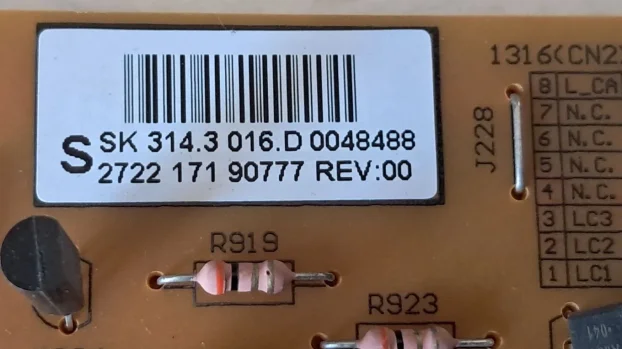 SK 314.3 016.D 0048488
S
2722 171 90777 REV:00
1316(CN2)
8 L_CA
7 N.C.
6 N.C.
5 N.C.
4 N.C.
3 LC3
2 LC2
1 LC1
J228
R919
R923